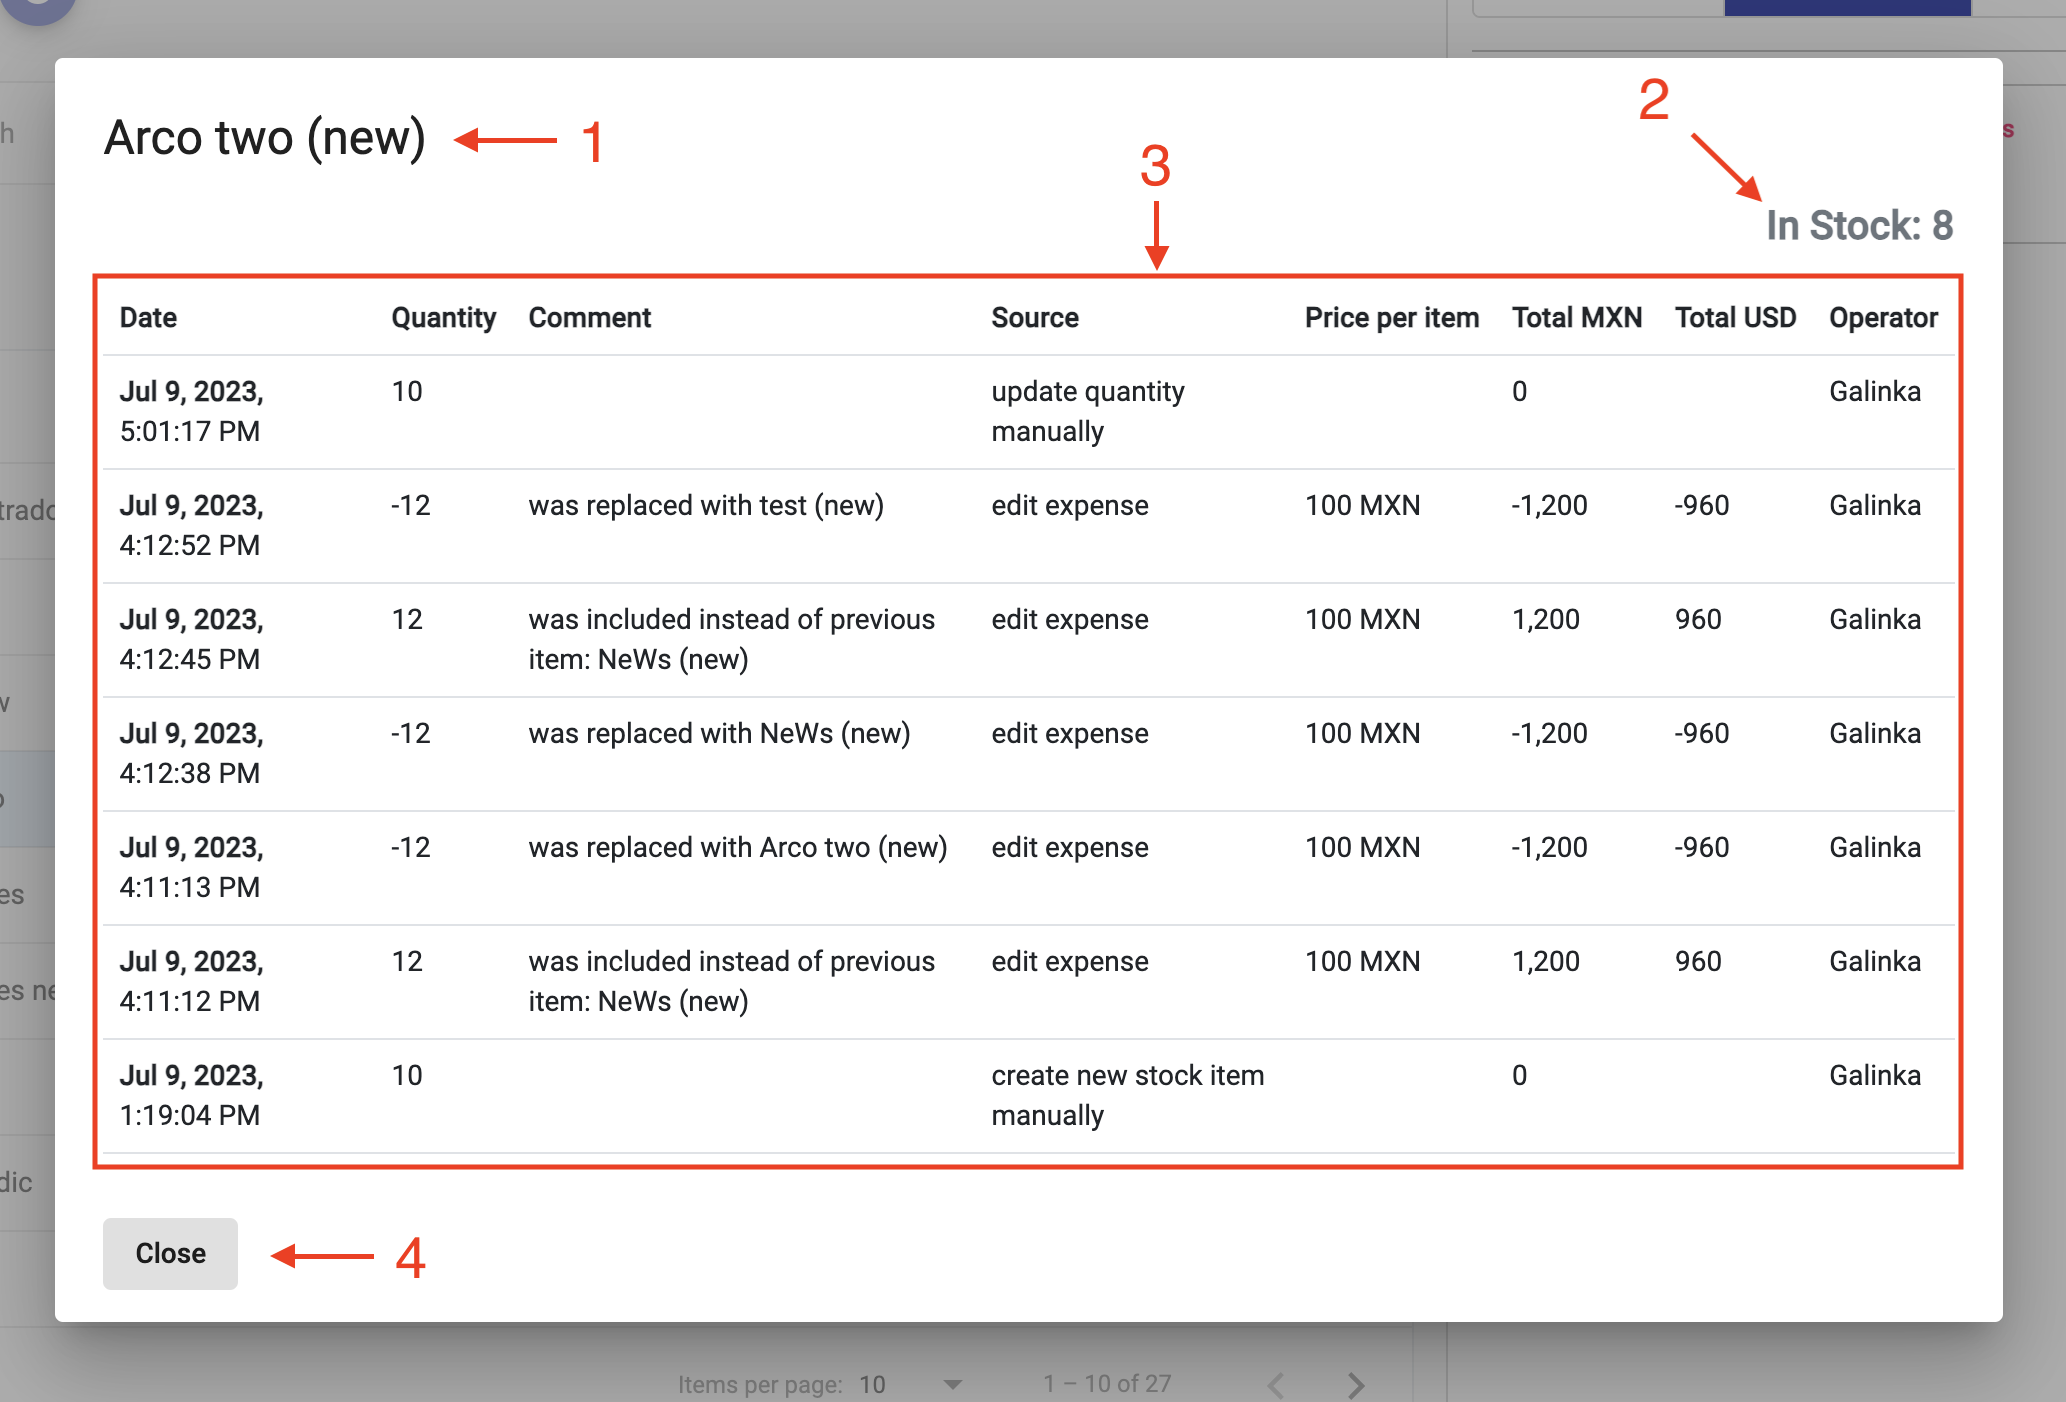 Arco two (new)
1
2
3
In Stock: 8
Date Quantity Comment Source Price per item Total MXN Total USD Operator
Jul 9, 2023, 10 update quantity 0 Galinka
5:01:17 PM manually
Jul 9, 2023, -12 was replaced with test (new) edit expense 100 MXN -1,200 -960 Galinka
4:12:52 PM
Jul 9, 2023, 12 was included instead of previous edit expense 100 MXN 1,200 960 Galinka
4:12:45 PM item: NeWs (new)
Jul 9, 2023, -12 was replaced with NeWs (new) edit expense 100 MXN -1,200 -960 Galinka
4:12:38 PM
Jul 9, 2023, -12 was replaced with Arco two (new) edit expense 100 MXN -1,200 -960 Galinka
4:11:13 PM
Jul 9, 2023, 12 was included instead of previous edit expense 100 MXN 1,200 960 Galinka
4:11:12 PM item: NeWs (new)
Jul 9, 2023, 10 create new stock item 0 Galinka
1:19:04 PM manually
Close
4
Items per page: 10 1 – 10 of 27